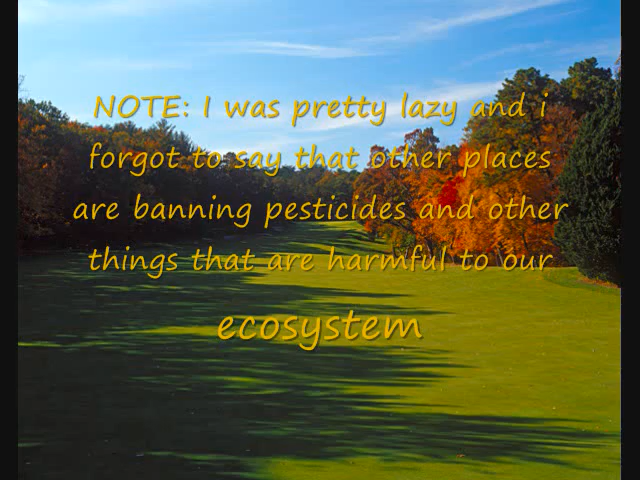 NOTE: I was pretty lazy and i
forgot to say that other places
are banning pesticides and other
things that are harmful to our
ecosystem